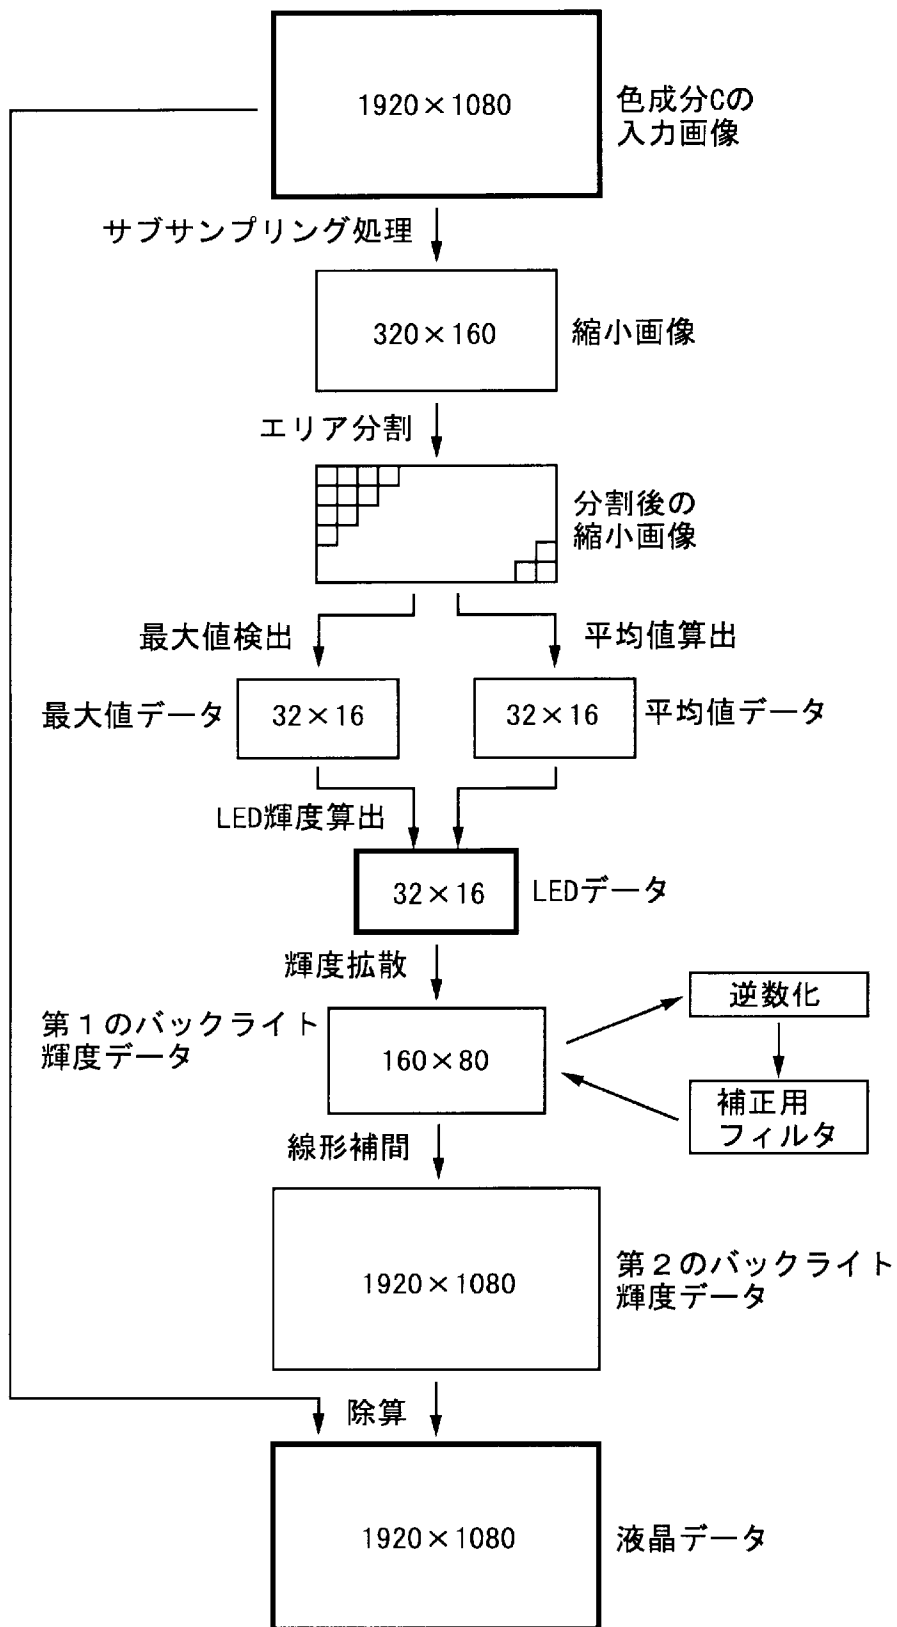 1920×1080
色成分Cの
入力画像
サブサンプリング処理
320×160
縮小画像
エリア分割
分割後の
縮小画像
最大値検出
平均値算出
最大値データ
32×16
32×16
平均値データ
LED輝度算出
32×16
LEDデータ
輝度拡散
逆数化
第1のバックライト
輝度データ
160×80
補正用
フィルタ
線形補間
1920×1080
第2のバックライト
輝度データ
除算
1920×1080
液晶データ